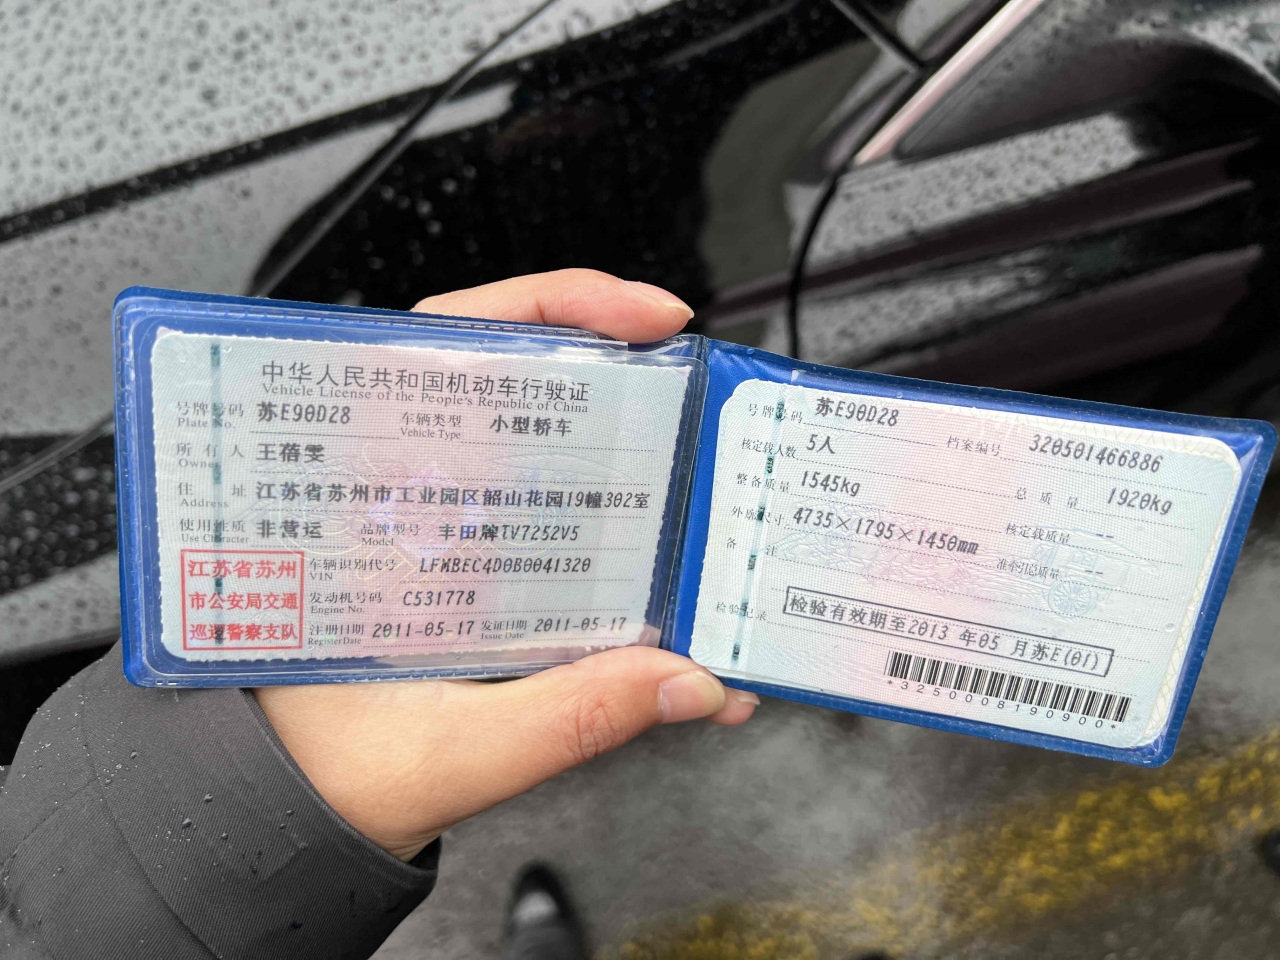 中华人民共和国机动车行驶证
Vehicle License of the People's Republic of China
号牌号码 苏E90D28 车辆类型 小型轿车
Plate No. Vehicle Type
所有人 王蓓雯
Owner
住址 江苏省苏州市工业园区韶山花园19幢302室
Address
使用性质 非营运 品牌型号 丰田牌TV7252V5
Use Character Model
江苏省苏州
市公安局交通
巡逻警察支队
车辆识别代号 LFMBEC4D0B0041320
VIN
发动机号码 C531778
Engine No.
注册日期 2011-05-17 发证日期 2011-05-17
Register Date Issue Date
号牌号码 苏E90D28 档案编号 320501466886
核定载人数 5人 总质量 1920kg
整备质量 1545kg 核定载质量 --
外廓尺寸 4735×1795×1450mm 准牵引总质量 --
备注
检验记录 检验有效期至2013 年05 月苏E(01)
*3250008190900*